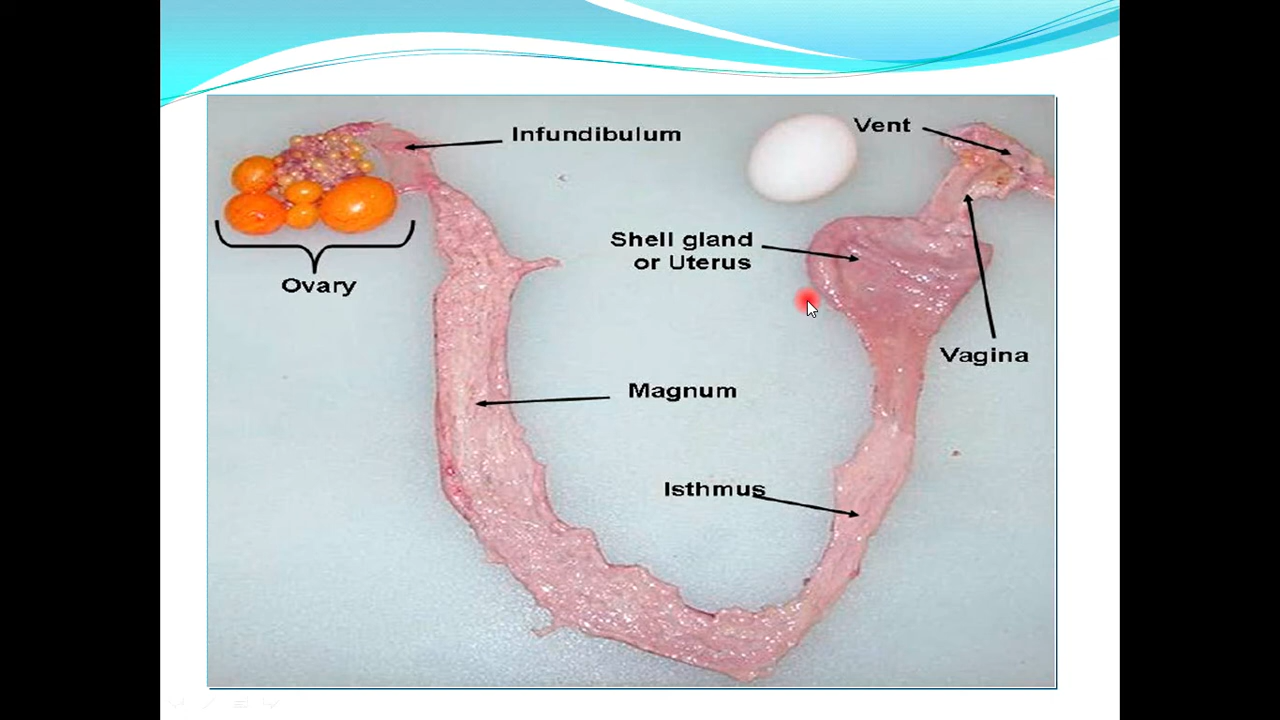 Infundibulum
Vent
Shell gland
or Uterus
Ovary
Vagina
Magnum
Isthmus